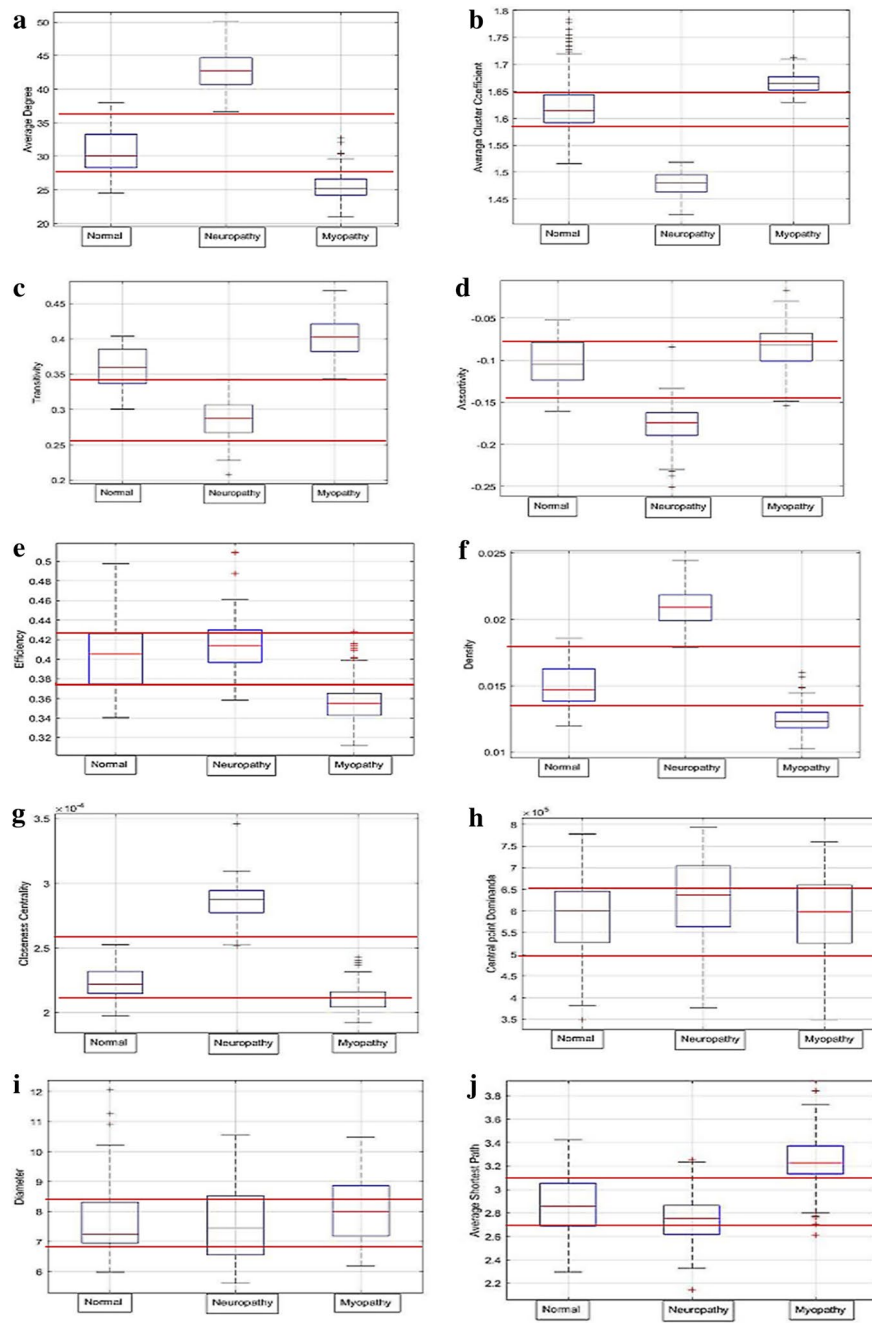 a
Average Degree
50
45
40
35
30
25
20
Normal
Neuropathy
Myopathy
b
Average Cluster Coefficient
1.8
1.75
1.7
1.65
1.6
1.55
1.5
1.45
Normal
Neuropathy
Myopathy
c
Transitivity
0.45
0.4
0.35
0.3
0.25
0.2
Normal
Neuropathy
Myopathy
d
Assortivity
-0.05
-0.1
-0.15
-0.2
-0.25
Normal
Neuropathy
Myopathy
e
Efficiency
0.5
0.48
0.46
0.44
0.42
0.4
0.38
0.36
0.34
0.32
Normal
Neuropathy
Myopathy
f
Density
0.025
0.02
0.015
0.01
Normal
Neuropathy
Myopathy
g
Closeness Centrality
3.5
3
2.5
2
Normal
Neuropathy
Myopathy
h
Central point Dominanda
8
7.5
7
6.5
6
5.5
5
4.5
4
3.5
Normal
Neuropathy
Myopathy
i
Diameter
12
11
10
9
8
7
6
Normal
Neuropathy
Myopathy
j
Average Shortest Path
3.8
3.6
3.4
3.2
3
2.8
2.6
2.4
2.2
Normal
Neuropathy
Myopathy